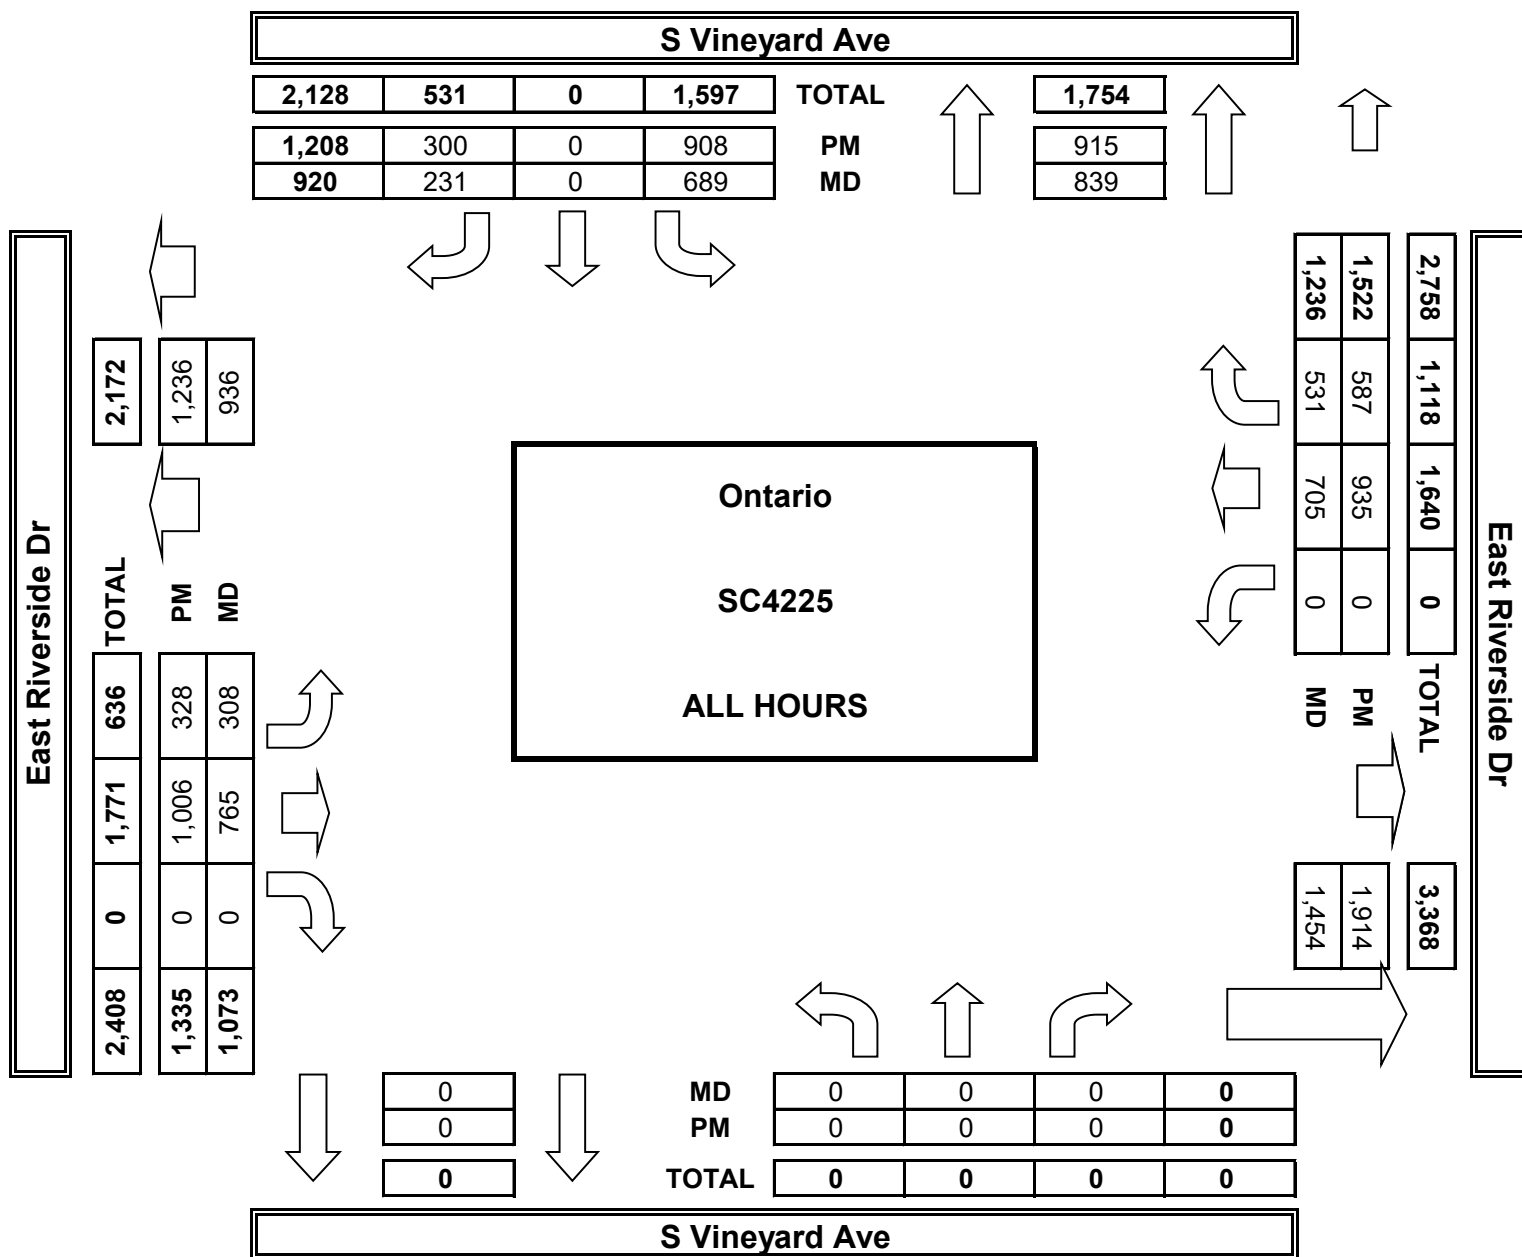 S Vineyard Ave
2,128 531 0 1,597 TOTAL 1,754
1,208 300 0 908 PM 915
920 231 0 689 MD 839
East Riverside Dr
2,172
1,236
936
TOTAL
PM
MD
636 1,771 0 2,408
328 1,006 0 1,335
308 765 0 1,073
Ontario
SC4225
ALL HOURS
2,758 1,118 1,640 0 TOTAL 3,368
1,522 587 935 0 PM 1,914
1,236 531 705 0 MD 1,454
East Riverside Dr
0 MD 0 0 0 0
0 PM 0 0 0 0
0 TOTAL 0 0 0 0
S Vineyard Ave